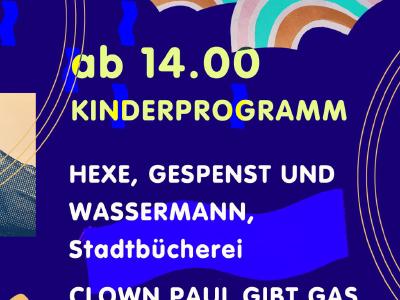 ab 14.00
KINDERPROGRAMM
HEXE, GESPENST UND
WASSERMANN,
Stadtbücherei
CLOWN PAUL GIBT GAS